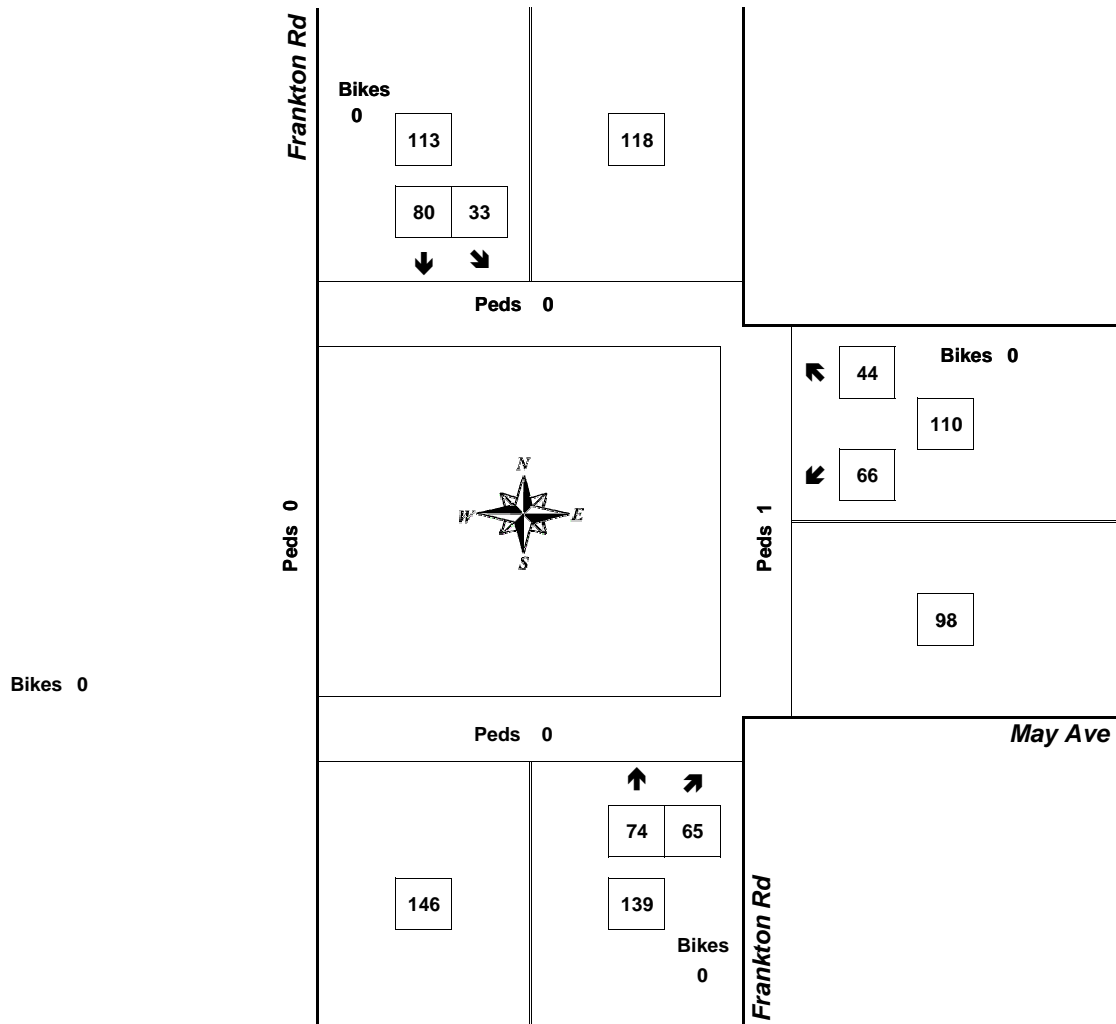 Frankton Rd
Bikes
0
113
118
80 33
Peds 0
Bikes 0
44
110
66
N
W E
S
Peds 0
Peds 1
98
Bikes 0
Peds 0
May Ave
74 65
146
139
Bikes
0
Frankton Rd